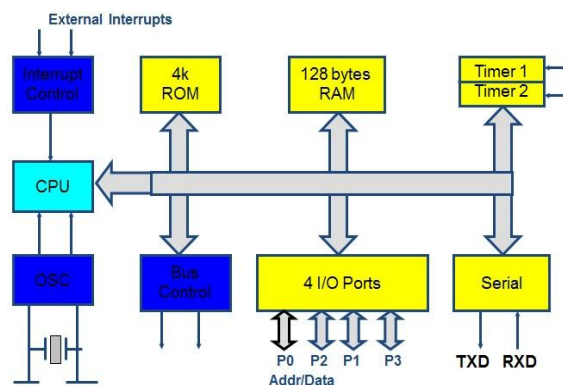 External Interrupts
Interrupt
Control
4k
ROM
128 bytes
RAM
Timer 1
Timer 2
CPU
OSC
Bus
Control
4 I/O Ports
Serial
P0 P2 P1 P3
Addr/Data
TXD RXD